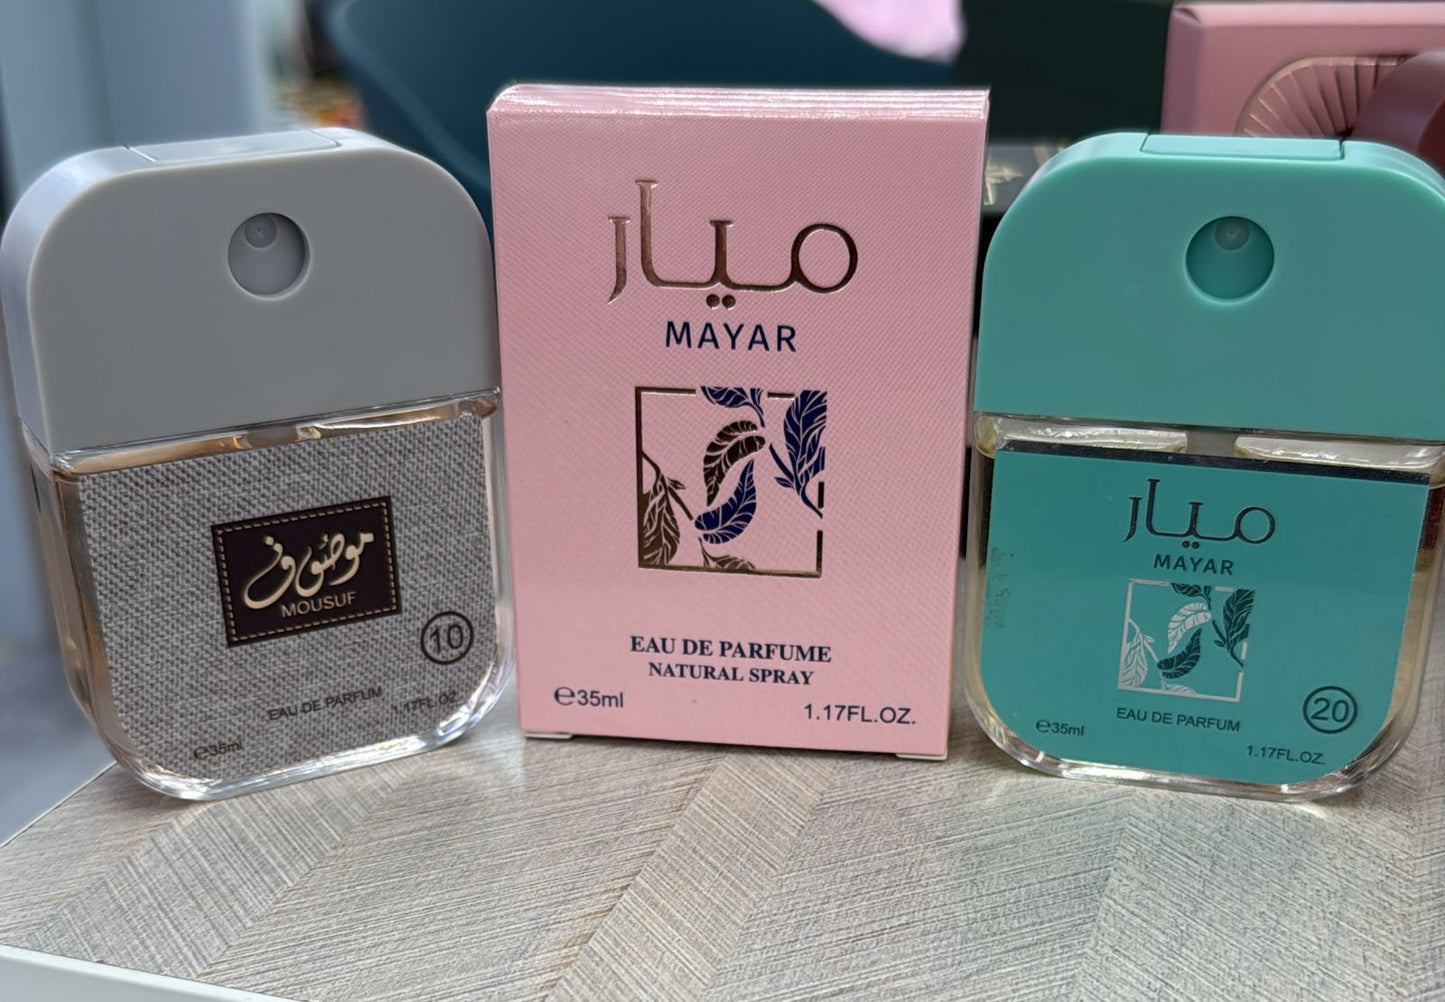 موصوف
MOUSUF
10
EAU DE PARFUM
1.17FL.OZ.
℮35ml
ميار
MAYAR
EAU DE PARFUME
NATURAL SPRAY
℮35ml
1.17FL.OZ.
ميار
MAYAR
EAU DE PARFUM
20
℮35ml
1.17FL.OZ.